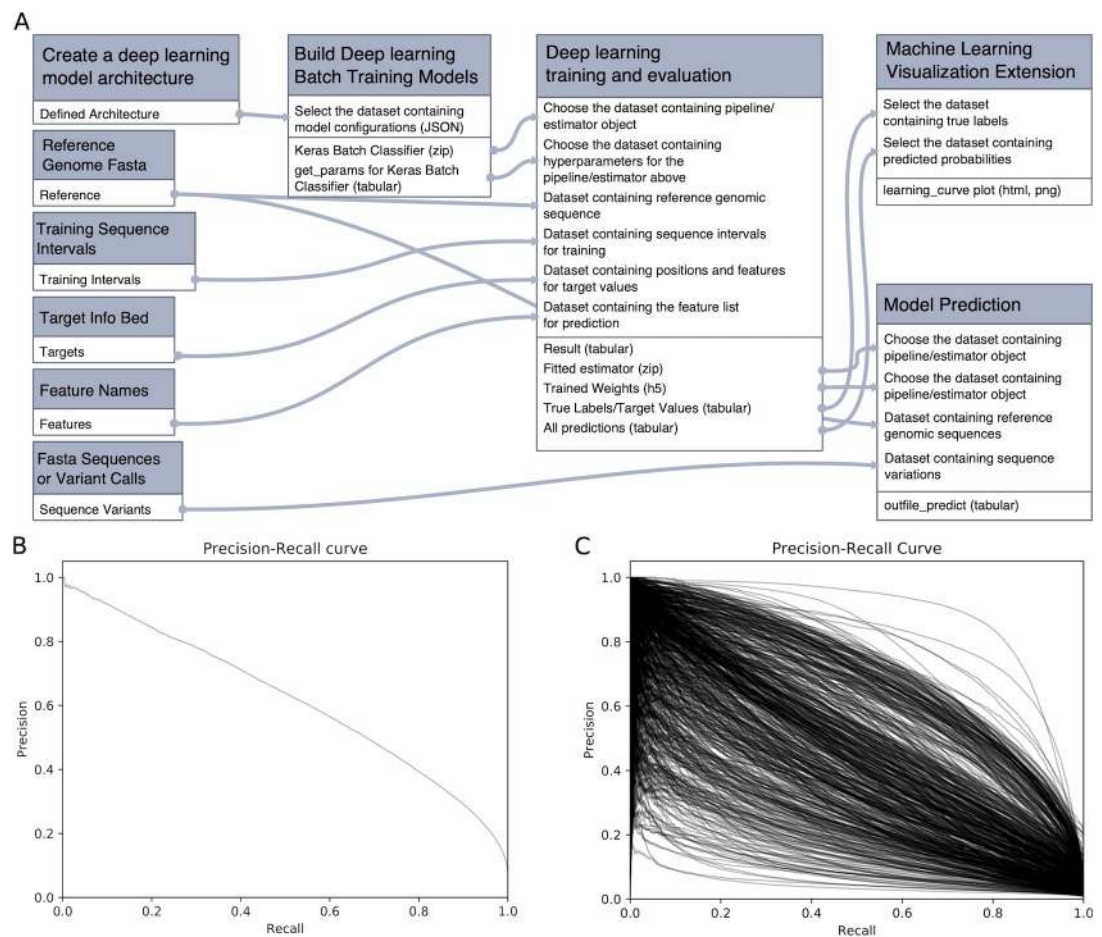 A
Create a deep learning
model architecture
Defined Architecture
Reference
Genome Fasta
Reference
Training Sequence
Intervals
Training Intervals
Target Info Bed
Targets
Feature Names
Features
Fasta Sequences
or Variant Calls
Sequence Variants
Build Deep learning
Batch Training Models
Select the dataset containing
model configurations (JSON)
Keras Batch Classifier (zip)
get_params for Keras Batch
Classifier (tabular)
Deep learning
training and evaluation
Choose the dataset containing pipeline/
estimator object
Choose the dataset containing
hyperparameters for the
pipeline/estimator above
Dataset containing reference genomic
sequence
Dataset containing sequence intervals
for training
Dataset containing positions and features
for target values
Dataset containing the feature list
for prediction
Result (tabular)
Fitted estimator (zip)
Trained Weights (h5)
True Labels/Target Values (tabular)
All predictions (tabular)
Machine Learning
Visualization Extension
Select the dataset
containing true labels
Select the dataset containing
predicted probabilities
learning_curve plot (html, png)
Model Prediction
Choose the dataset containing
pipeline/estimator object
Choose the dataset containing
pipeline/estimator object
Dataset containing reference
genomic sequences
Dataset containing sequence
variations
outfile_predict (tabular)
B
Precision-Recall curve
Precision
1.0
0.8
0.6
0.4
0.2
0.0
0.0 0.2 0.4 0.6 0.8 1.0
Recall
C
Precision-Recall Curve
Precision
1.0
0.8
0.6
0.4
0.2
0.0
0.0 0.2 0.4 0.6 0.8 1.0
Recall